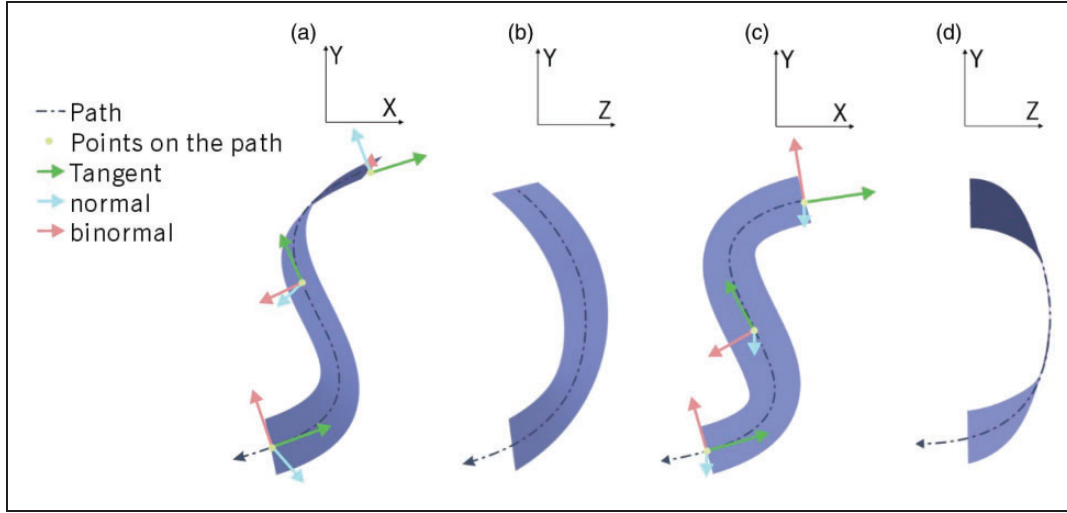 (a) (b) (c) (d)
Y Y Y Y
X Z X Z
Path
Points on the path
Tangent
normal
binormal